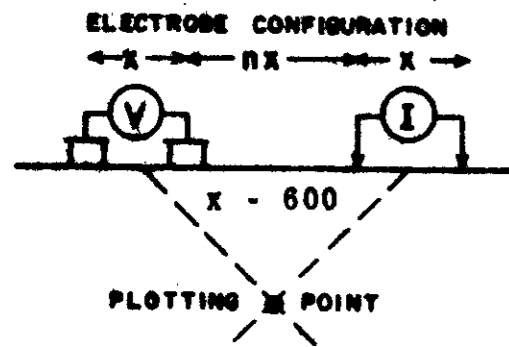 ELECTRODE CONFIGURATION
x nx x
V I
x - 600
PLOTTING POINT